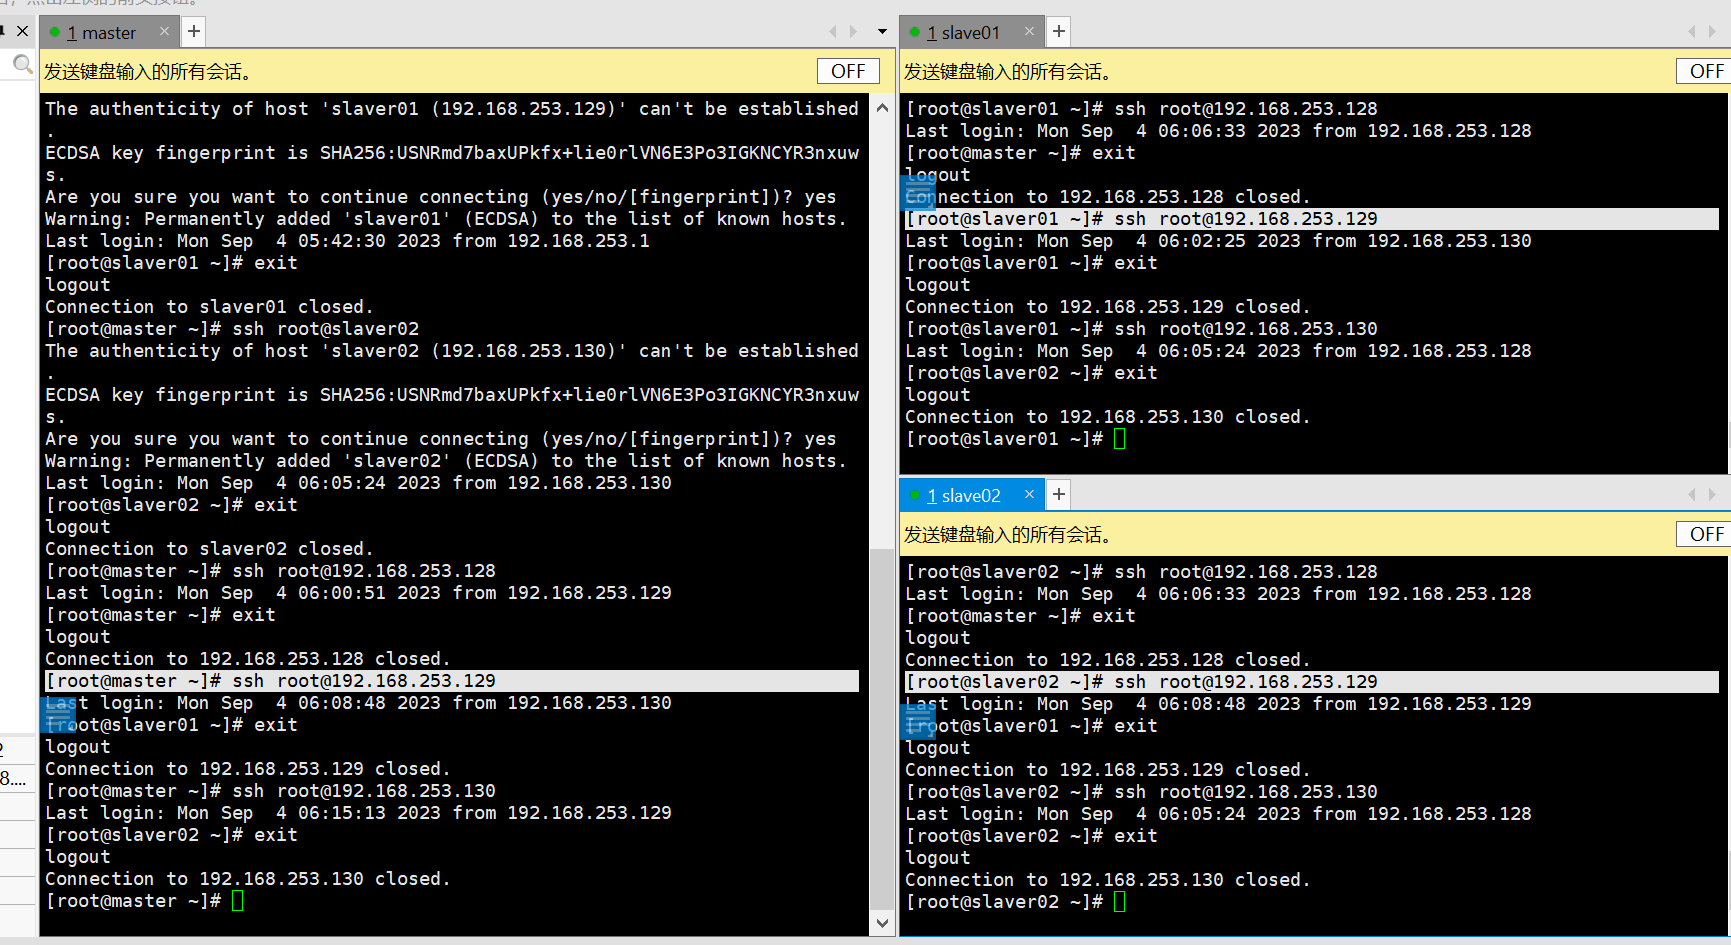 1 master
发送键盘输入的所有会话。
OFF
The authenticity of host 'slaver01 (192.168.253.129)' can't be established
.
ECDSA key fingerprint is SHA256:USNRmd7baxUPkfx+lie0rlVN6E3Po3IGKNCYR3nxuw
s.
Are you sure you want to continue connecting (yes/no/[fingerprint])? yes
Warning: Permanently added 'slaver01' (ECDSA) to the list of known hosts.
Last login: Mon Sep  4 05:42:30 2023 from 192.168.253.1
[root@slaver01 ~]# exit
logout
Connection to slaver01 closed.
[root@master ~]# ssh root@slaver02
The authenticity of host 'slaver02 (192.168.253.130)' can't be established
.
ECDSA key fingerprint is SHA256:USNRmd7baxUPkfx+lie0rlVN6E3Po3IGKNCYR3nxuw
s.
Are you sure you want to continue connecting (yes/no/[fingerprint])? yes
Warning: Permanently added 'slaver02' (ECDSA) to the list of known hosts.
Last login: Mon Sep  4 06:05:24 2023 from 192.168.253.130
[root@slaver02 ~]# exit
logout
Connection to slaver02 closed.
[root@master ~]# ssh root@192.168.253.128
Last login: Mon Sep  4 06:00:51 2023 from 192.168.253.129
[root@master ~]# exit
logout
Connection to 192.168.253.128 closed.
[root@master ~]# ssh root@192.168.253.129
Last login: Mon Sep  4 06:08:48 2023 from 192.168.253.130
[root@slaver01 ~]# exit
logout
Connection to 192.168.253.129 closed.
[root@master ~]# ssh root@192.168.253.130
Last login: Mon Sep  4 06:15:13 2023 from 192.168.253.129
[root@slaver02 ~]# exit
logout
Connection to 192.168.253.130 closed.
[root@master ~]#
1 slave01
发送键盘输入的所有会话。
OFF
[root@slaver01 ~]# ssh root@192.168.253.128
Last login: Mon Sep  4 06:06:33 2023 from 192.168.253.128
[root@master ~]# exit
logout
Connection to 192.168.253.128 closed.
[root@slaver01 ~]# ssh root@192.168.253.129
Last login: Mon Sep  4 06:02:25 2023 from 192.168.253.130
[root@slaver01 ~]# exit
logout
Connection to 192.168.253.129 closed.
[root@slaver01 ~]# ssh root@192.168.253.130
Last login: Mon Sep  4 06:05:24 2023 from 192.168.253.128
[root@slaver02 ~]# exit
logout
Connection to 192.168.253.130 closed.
[root@slaver01 ~]#
1 slave02
发送键盘输入的所有会话。
OFF
[root@slaver02 ~]# ssh root@192.168.253.128
Last login: Mon Sep  4 06:06:33 2023 from 192.168.253.128
[root@master ~]# exit
logout
Connection to 192.168.253.128 closed.
[root@slaver02 ~]# ssh root@192.168.253.129
Last login: Mon Sep  4 06:08:48 2023 from 192.168.253.129
[root@slaver01 ~]# exit
logout
Connection to 192.168.253.129 closed.
[root@slaver02 ~]# ssh root@192.168.253.130
Last login: Mon Sep  4 06:05:24 2023 from 192.168.253.128
[root@slaver02 ~]# exit
logout
Connection to 192.168.253.130 closed.
[root@slaver02 ~]#
2
8....